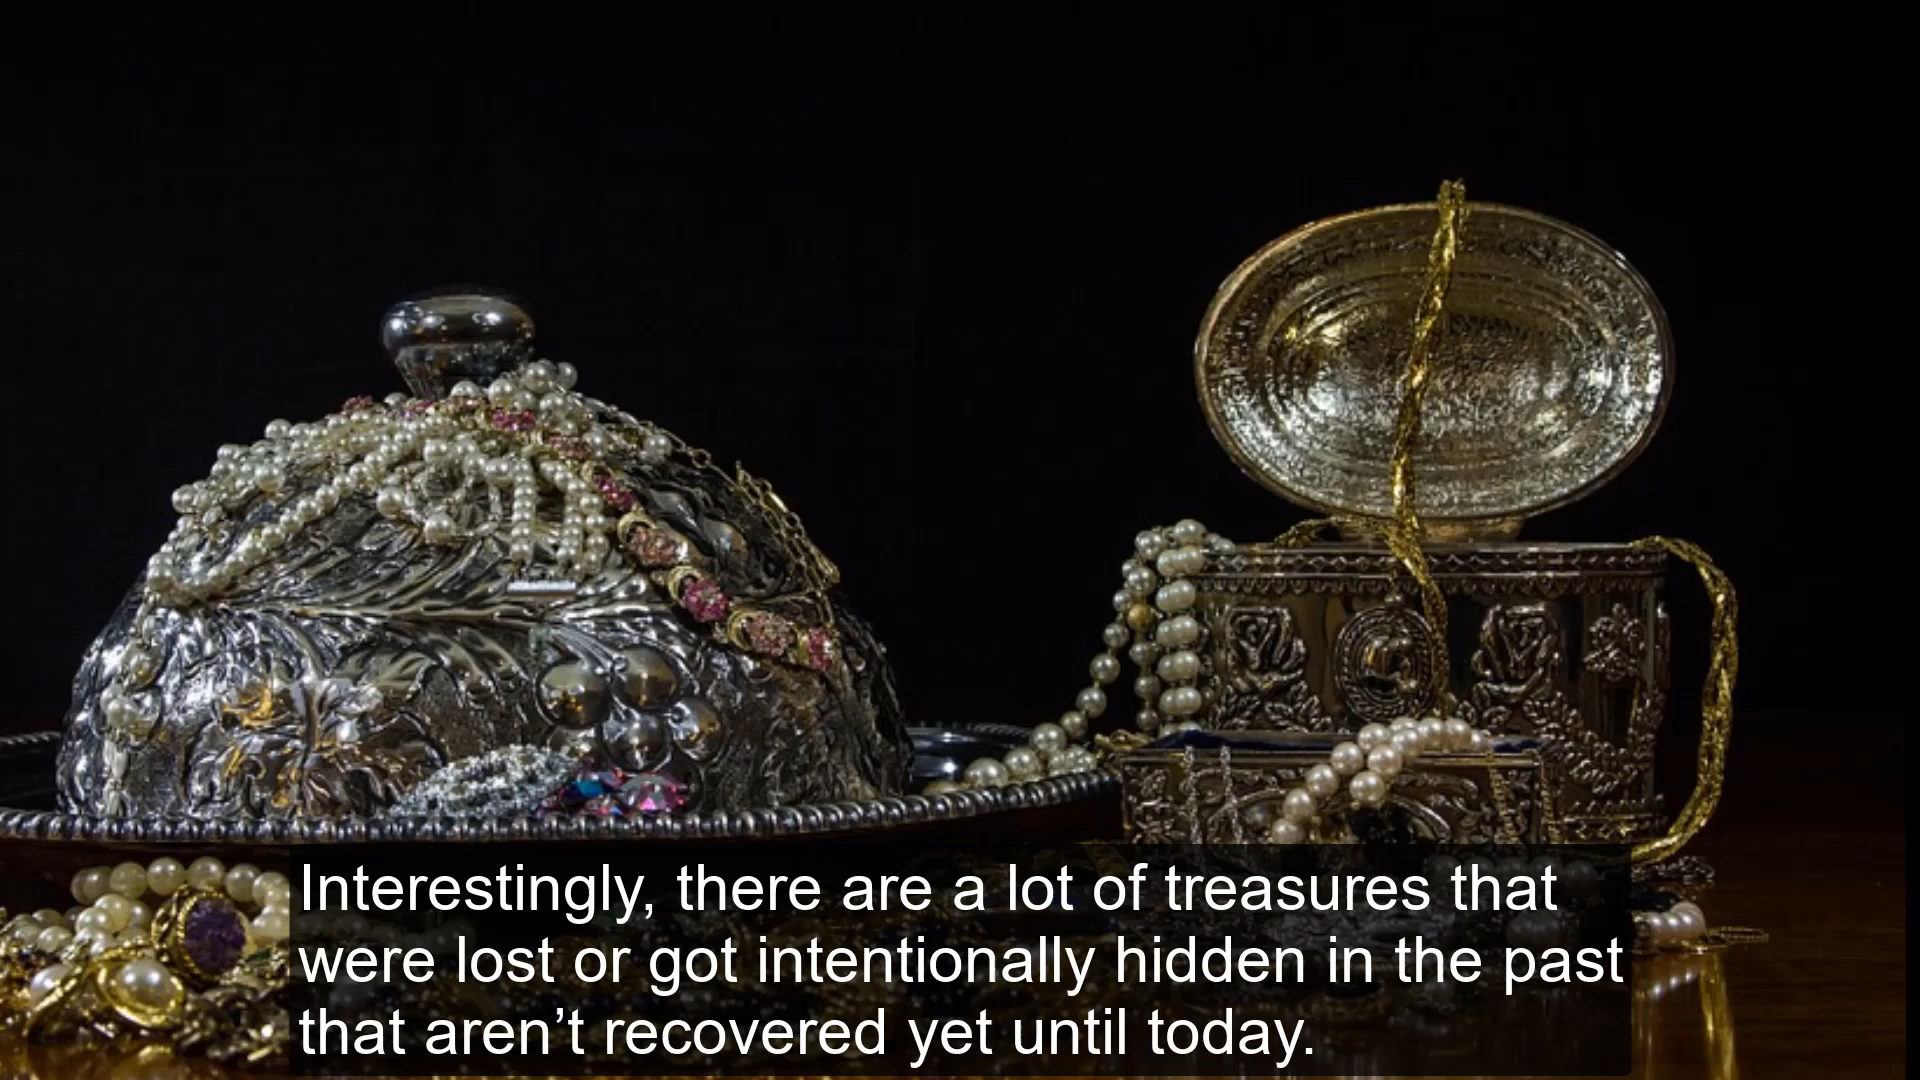 Interestingly, there are a lot of treasures that
were lost or got intentionally hidden in the past
that aren’t recovered yet until today.